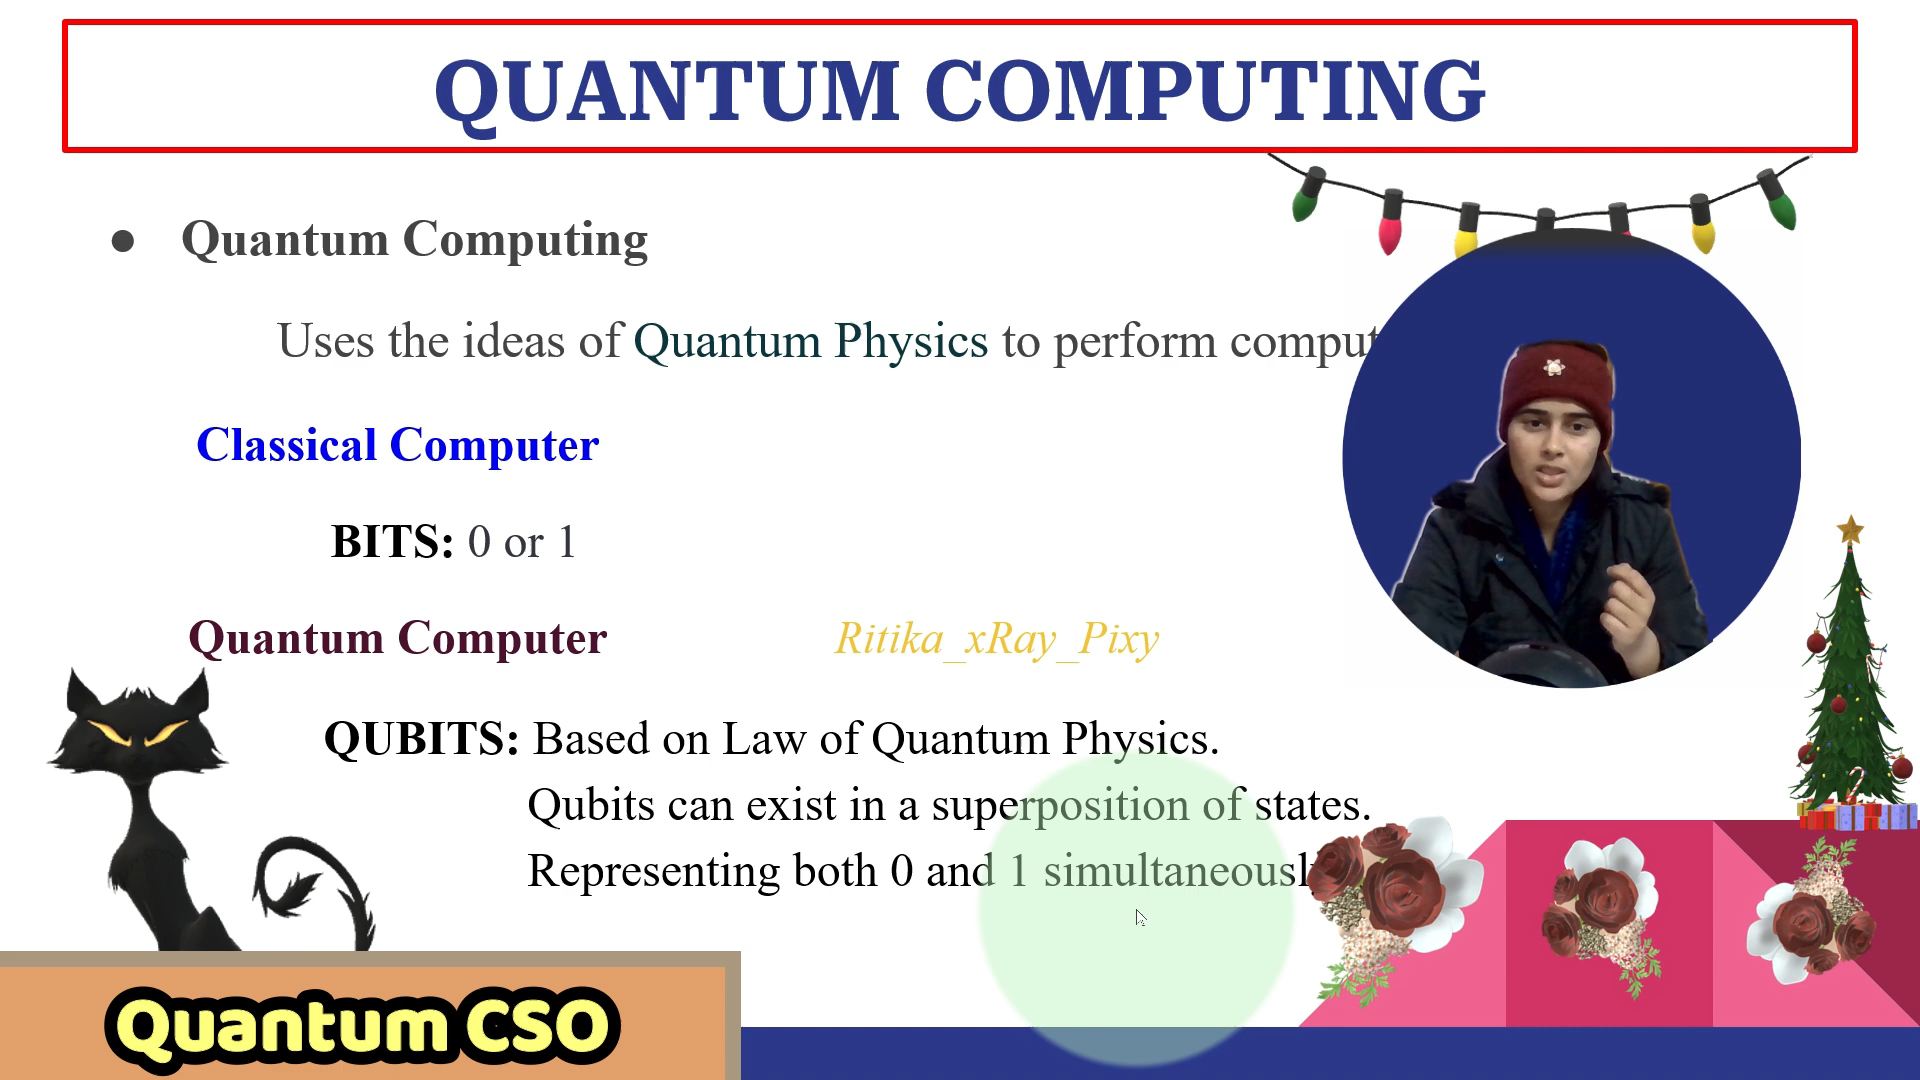 QUANTUM COMPUTING
● Quantum Computing
Uses the ideas of Quantum Physics to perform
Classical Computer
BITS: 0 or 1
Quantum Computer
Ritika_xRay_Pixy
QUBITS: Based on Law of Quantum Physics.
Qubits can exist in a superposition of states.
Representing both 0 and 1 simultaneously
Quantum CSO